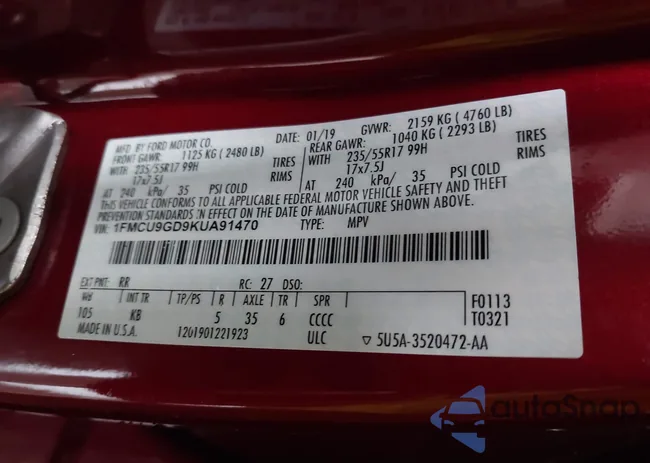 MFD. BY FORD MOTOR CO. DATE: 01/19 GVWR: 2159 KG ( 4760 LB)
FRONT GAWR: 1125 KG ( 2480 LB) REAR GAWR: 1040 KG ( 2293 LB)
WITH 235/55R17 99H TIRES WITH 235/55R17 99H TIRES
17x7.5J RIMS 17x7.5J RIMS
AT 240 kPa/ 35 PSI COLD AT 240 kPa/ 35 PSI COLD
THIS VEHICLE CONFORMS TO ALL APPLICABLE FEDERAL MOTOR VEHICLE SAFETY AND THEFT
PREVENTION STANDARDS IN EFFECT ON THE DATE OF MANUFACTURE SHOWN ABOVE.
VIN: 1FMCU9GD9KUA91470 TYPE: MPV
EXT PNT: RR RC: 27 DSO:
WB INT TR TP/PS R AXLE TR SPR F0113
105 KB 5 35 6 CCCC T0321
MADE IN U.S.A. 1201901221923 ULC ▽ 5U5A-3520472-AA
autoSnap